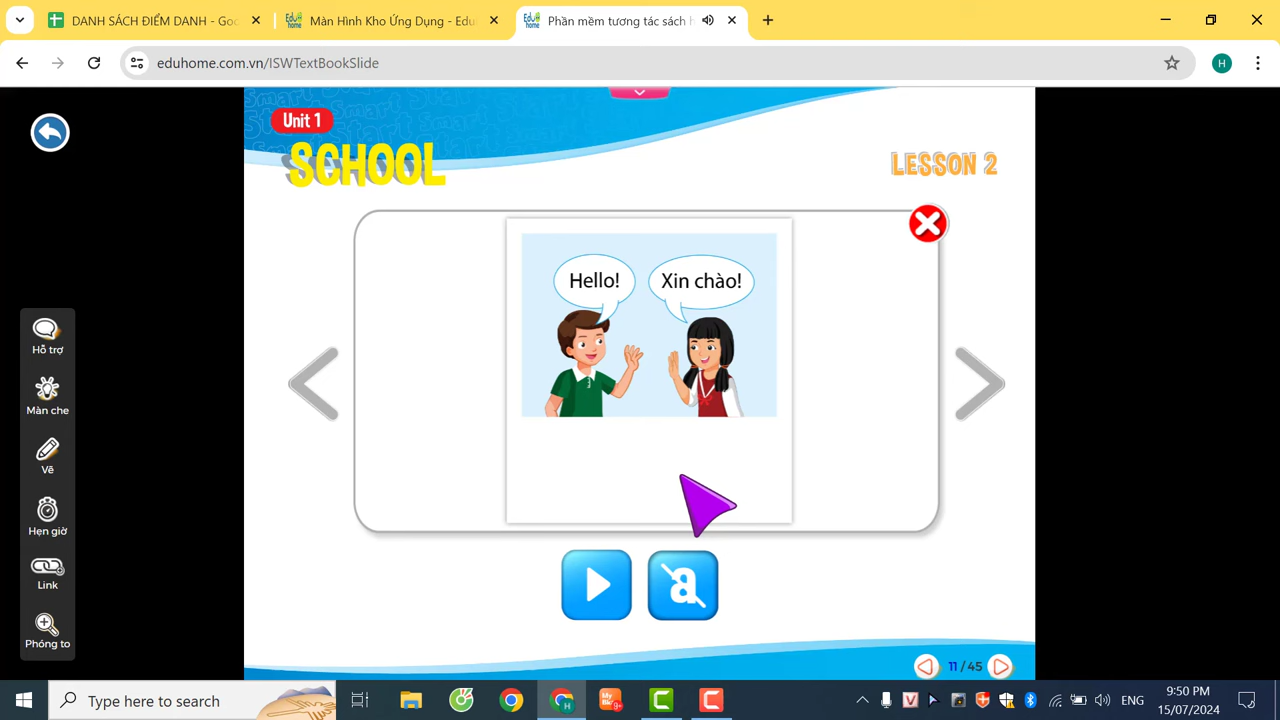 DANH SÁCH ĐIỂM DANH - Goo
Màn Hình Kho Ứng Dụng - Edu
Phần mềm tương tác sách h
eduhome.com.vn/ISWTextBookSlide
H
Unit 1
SCHOOL
LESSON 2
Hello!
Xin chào!
Hỗ trợ
Màn che
Vẽ
Hẹn giờ
Link
Phóng to
a
11 / 45
Type here to search
ENG
9:50 PM
15/07/2024